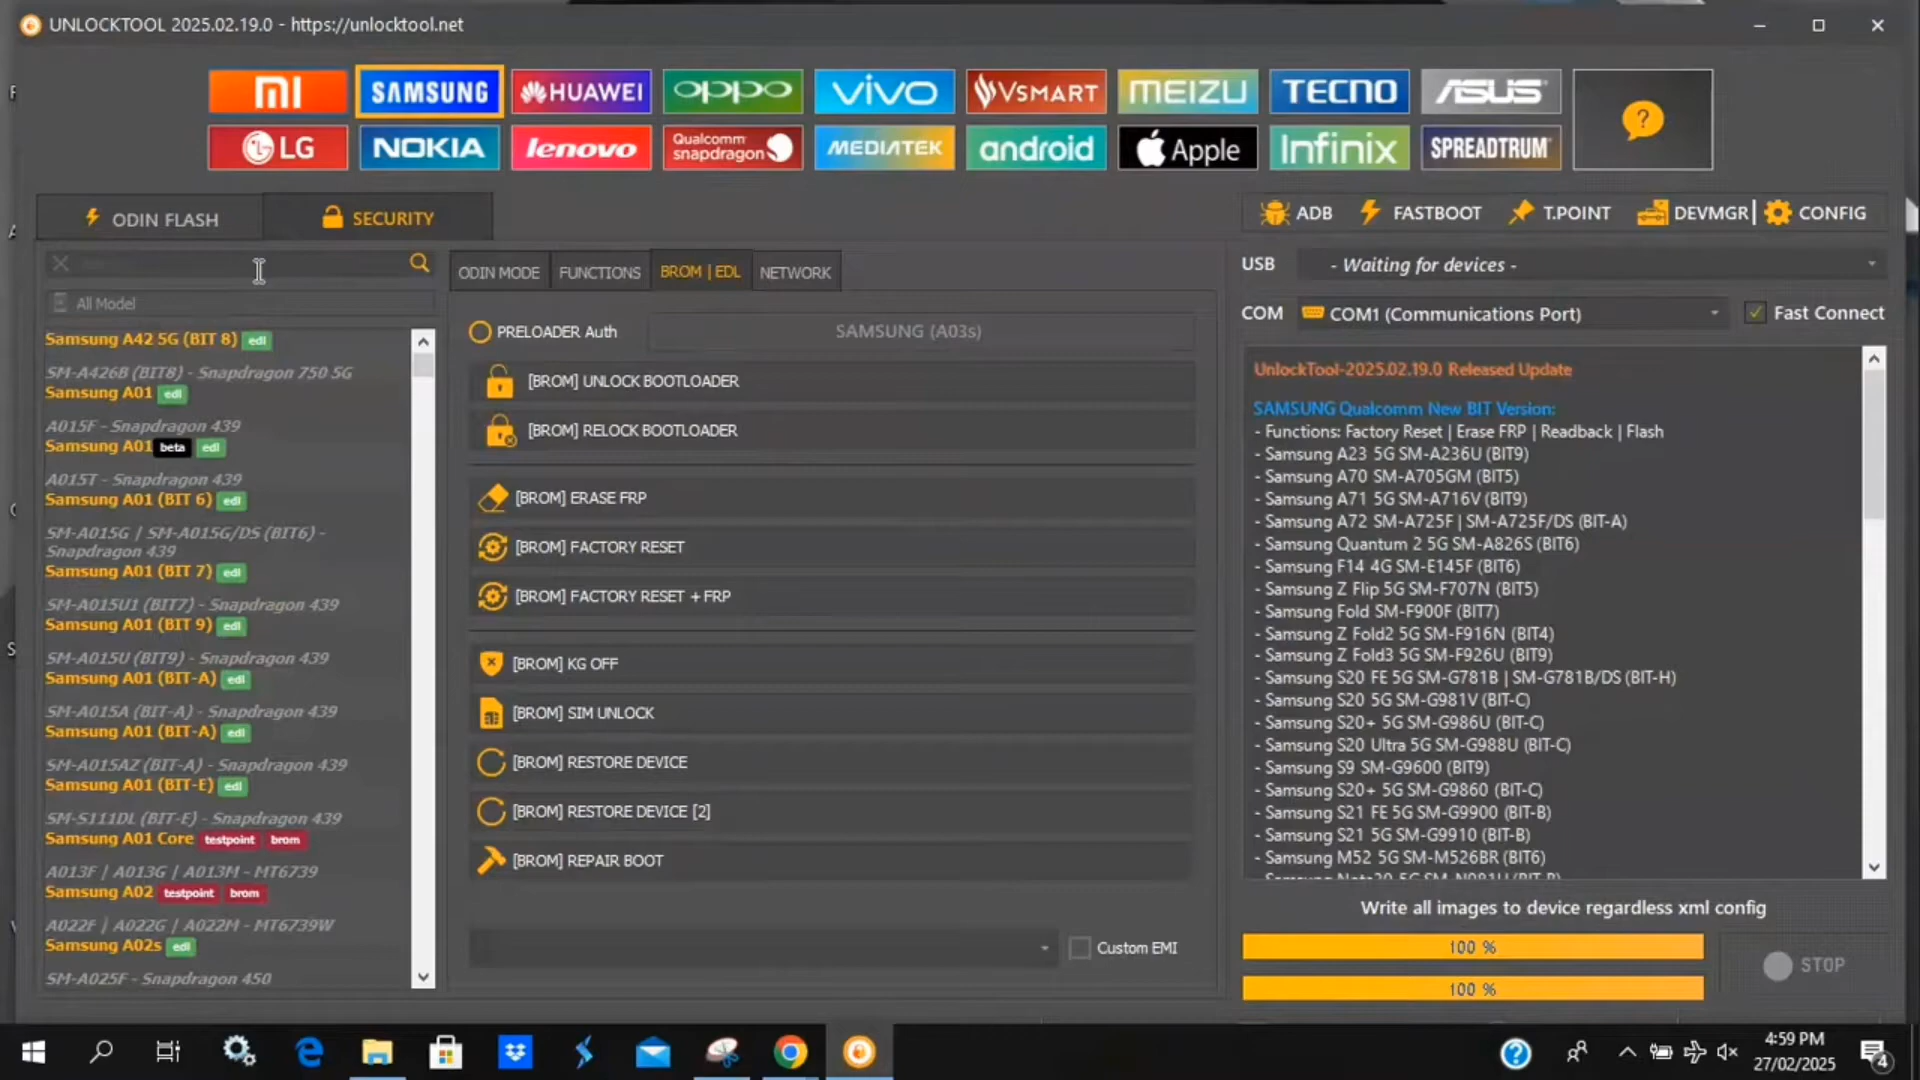 UNLOCKTOOL 2025.02.19.0 - https://unlocktool.net
MI SAMSUNG HUAWEI OPPO VIVO VSMART MEIZU TECNO ASUS
LG NOKIA lenovo Qualcomm snapdragon MEDIATEK android Apple Infinix SPREADTRUM
?
ODIN FLASH
SECURITY
ADB
FASTBOOT
T.POINT
DEVMGR
CONFIG
All Model
Samsung A42 5G (BIT 8) edl
SM-A426B (BIT8) - Snapdragon 750 5G
Samsung A01 edl
A015F - Snapdragon 439
Samsung A01 beta edl
A015T - Snapdragon 439
Samsung A01 (BIT 6) edl
SM-A015G | SM-A015G/DS (BIT6) -
Snapdragon 439
Samsung A01 (BIT 7) edl
SM-A015U1 (BIT7) - Snapdragon 439
Samsung A01 (BIT 9) edl
SM-A015U (BIT9) - Snapdragon 439
Samsung A01 (BIT-A) edl
SM-A015A (BIT-A) - Snapdragon 439
Samsung A01 (BIT-A) edl
SM-A015AZ (BIT-A) - Snapdragon 439
Samsung A01 (BIT-E) edl
SM-S111DL (BIT-E) - Snapdragon 439
Samsung A01 Core testpoint brom
A013F | A013G | A013M - MT6739
Samsung A02 testpoint brom
A022F | A022G | A022M - MT6739W
Samsung A02s edl
SM-A025F - Snapdragon 450
ODIN MODE
FUNCTIONS
BROM | EDL
NETWORK
PRELOADER Auth
SAMSUNG (A03s)
[BROM] UNLOCK BOOTLOADER
[BROM] RELOCK BOOTLOADER
[BROM] ERASE FRP
[BROM] FACTORY RESET
[BROM] FACTORY RESET + FRP
[BROM] KG OFF
[BROM] SIM UNLOCK
[BROM] RESTORE DEVICE
[BROM] RESTORE DEVICE [2]
[BROM] REPAIR BOOT
Custom EMI
USB - Waiting for devices -
COM COM1 (Communications Port) Fast Connect
UnlockTool-2025.02.19.0 Released Update
SAMSUNG Qualcomm New BIT Version:
- Functions: Factory Reset | Erase FRP | Readback | Flash
- Samsung A23 5G SM-A236U (BIT9)
- Samsung A70 SM-A705GM (BIT5)
- Samsung A71 5G SM-A716V (BIT9)
- Samsung A72 SM-A725F | SM-A725F/DS (BIT-A)
- Samsung Quantum 2 5G SM-A826S (BIT6)
- Samsung F14 4G SM-E145F (BIT6)
- Samsung Z Flip 5G SM-F707N (BIT5)
- Samsung Fold SM-F900F (BIT7)
- Samsung Z Fold2 5G SM-F916N (BIT4)
- Samsung Z Fold3 5G SM-F926U (BIT9)
- Samsung S20 FE 5G SM-G781B | SM-G781B/DS (BIT-H)
- Samsung S20 5G SM-G981V (BIT-C)
- Samsung S20+ 5G SM-G986U (BIT-C)
- Samsung S20 Ultra 5G SM-G988U (BIT-C)
- Samsung S9 SM-G9600 (BIT9)
- Samsung S20+ 5G SM-G9860 (BIT-C)
- Samsung S21 FE 5G SM-G9900 (BIT-B)
- Samsung S21 5G SM-G9910 (BIT-B)
- Samsung M52 5G SM-M526BR (BIT6)
Write all images to device regardless xml config
100 %
100 %
STOP
4:59 PM
27/02/2025
4